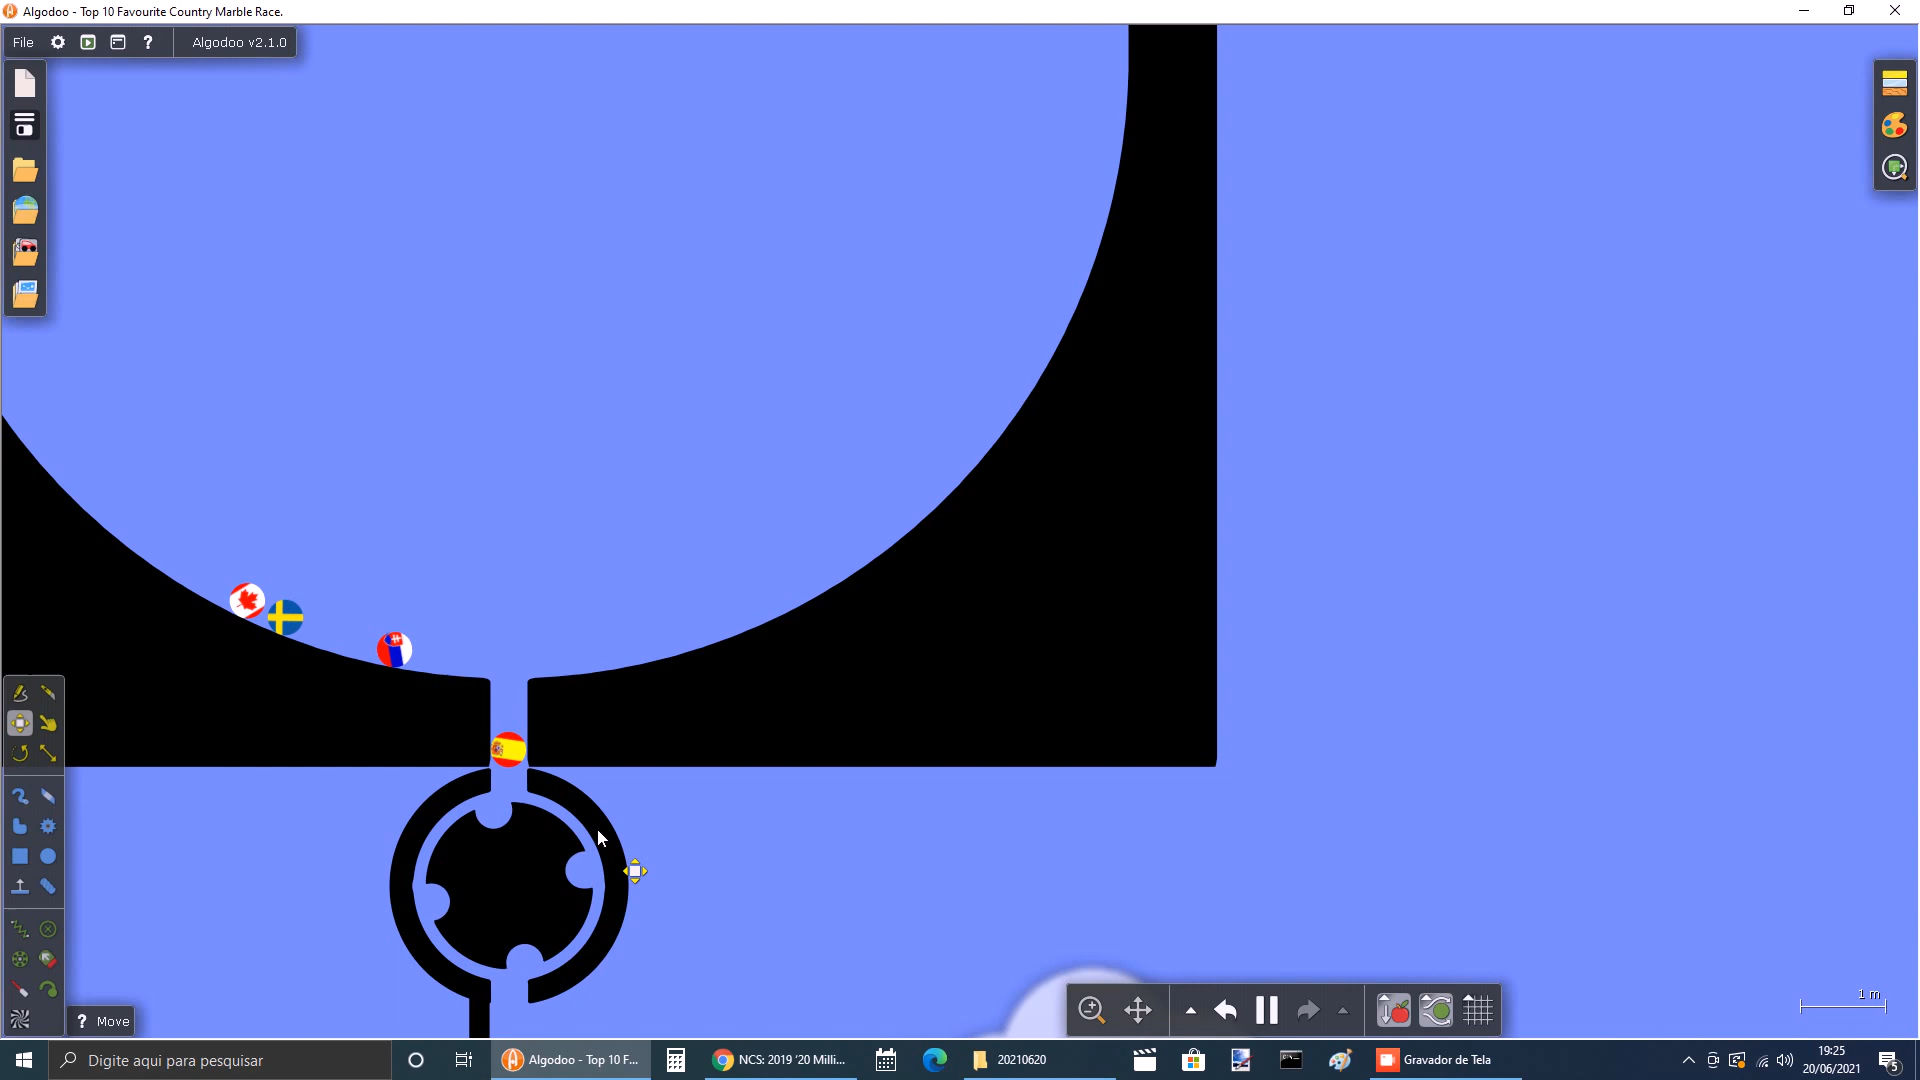 Algodoo - Top 10 Favourite Country Marble Race.
File
?
Algodoo v2.1.0
? Move
1 m
Digite aqui para pesquisar
Algodoo - Top 10 F...
NCS: 2019 '20 Milli...
20210620
Gravador de Tela
19:25
20/06/2021
5